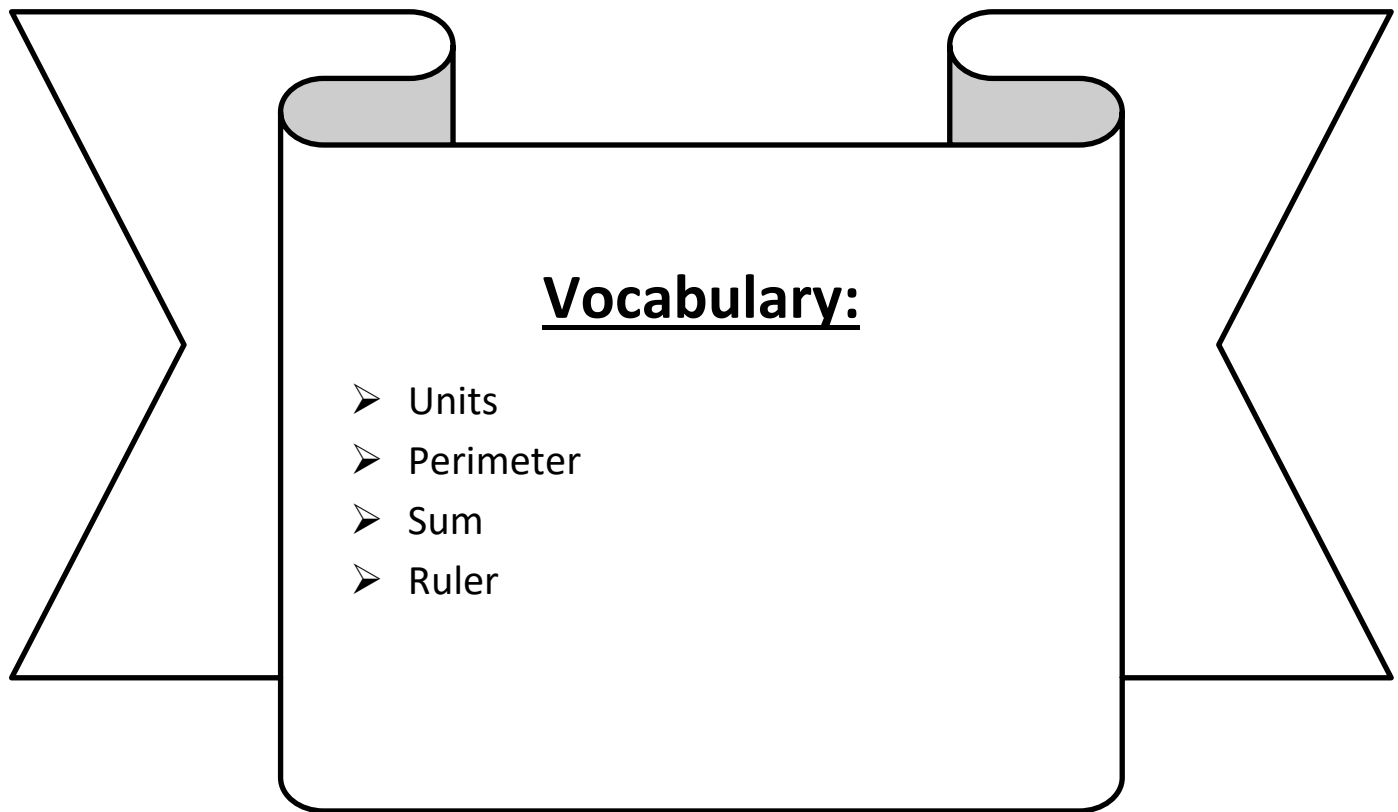 Vocabulary:
➢ Units
➢ Perimeter
➢ Sum
➢ Ruler